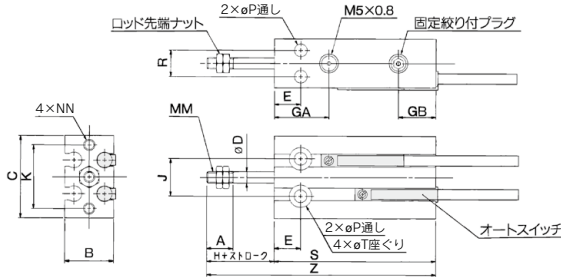 ロッド先端ナット
2×øP通し
M5×0.8
固定絞り付プラグ
R
E
GA
GB
4×NN
MM
øD
C
K
J
B
A
E
2×øP通し
4×øT座ぐり
オートスイッチ
H+ストローク
S
Z